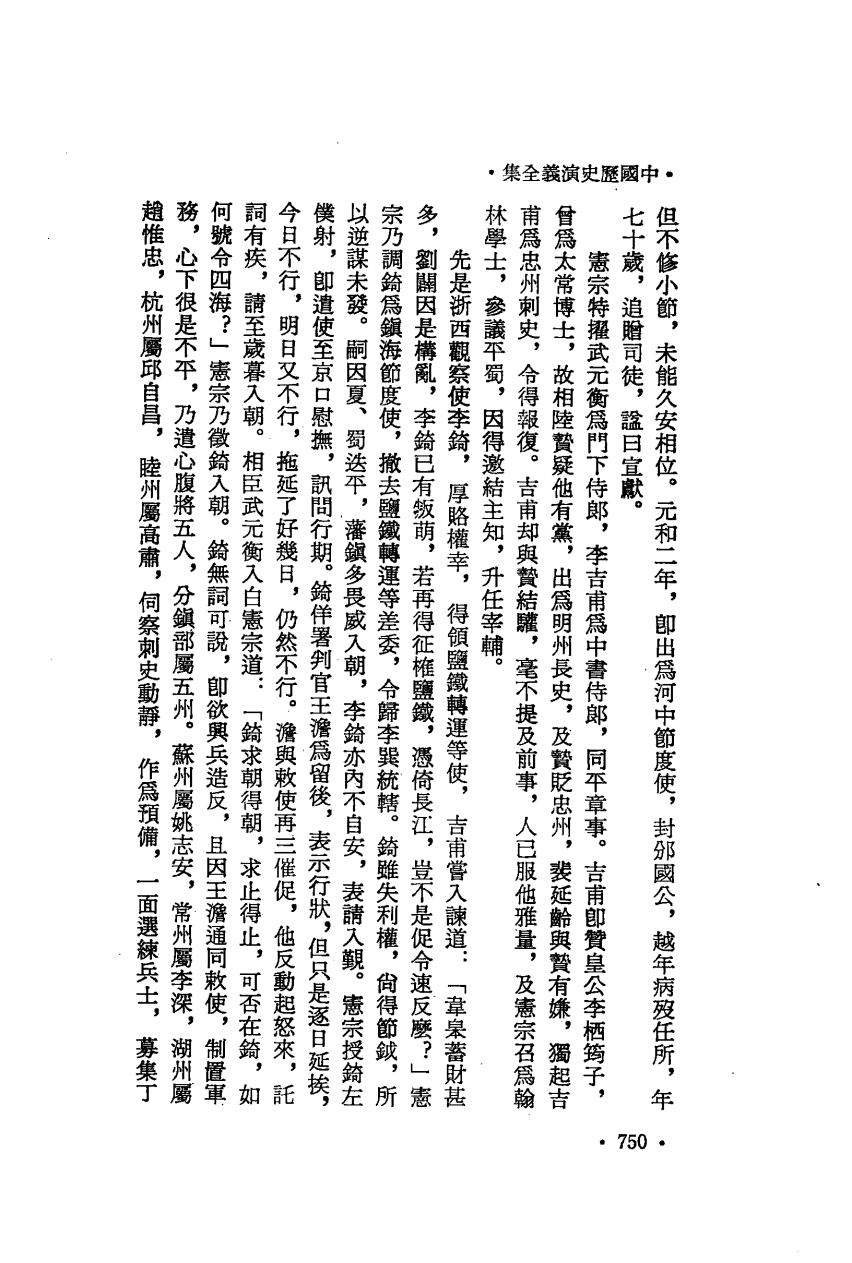 •中國歷史演義全集•
但不修小節，未能久安相位。元和二年，卽出爲河中節度使，封邠國公，越年病歿任所，年
七十歲，追贈司徒，諡曰宣獻。
憲宗特擢武元衡爲門下侍郎，李吉甫爲中書侍郎，同平章事。吉甫卽贊皇公李栖筠子，
曾爲太常博士，故相陸贄疑他有黨，出爲明州長史，及贄貶忠州，裴延齡與贄有嫌，獨起吉
甫爲忠州刺史，令得報復。吉甫却與贄結驩，毫不提及前事，人已服他雅量，及憲宗召爲翰
林學士，參議平蜀，因得邀結主知，升任宰輔。
先是浙西觀察使李錡，厚賂權幸，得領鹽鐵轉運等使，吉甫嘗入諫道：「韋臯蓄財甚
多，劉闢因是構亂，李錡已有叛萌，若再得征榷鹽鐵，憑倚長江，豈不是促令速反麼？」憲
宗乃調錡爲鎭海節度使，撤去鹽鐵轉運等差委，令歸李巽統轄。錡雖失利權，尙得節鉞，所
以逆謀未發。嗣因夏、蜀迭平，藩鎭多畏威入朝，李錡亦內不自安，表請入覲。憲宗授錡左
僕射，卽遣使至京口慰撫，訊問行期。錡佯署判官王澹爲留後，表示行狀，但只是逐日延挨，
今日不行，明日又不行，拖延了好幾日，仍然不行。澹與敕使再三催促，他反動起怒來，託
詞有疾，請至歲暮入朝。相臣武元衡入白憲宗道：「錡求朝得朝，求止得止，可否在錡，如
何號令四海？」憲宗乃徵錡入朝。錡無詞可說，卽欲興兵造反，且因王澹通同敕使，制置軍
務，心下很是不平，乃遣心腹將五人，分鎭部屬五州。蘇州屬姚志安，常州屬李深，湖州屬
趙惟忠，杭州屬邱自昌，睦州屬高肅，伺察刺史動靜，作爲預備，一面選練兵士，募集丁
•750•